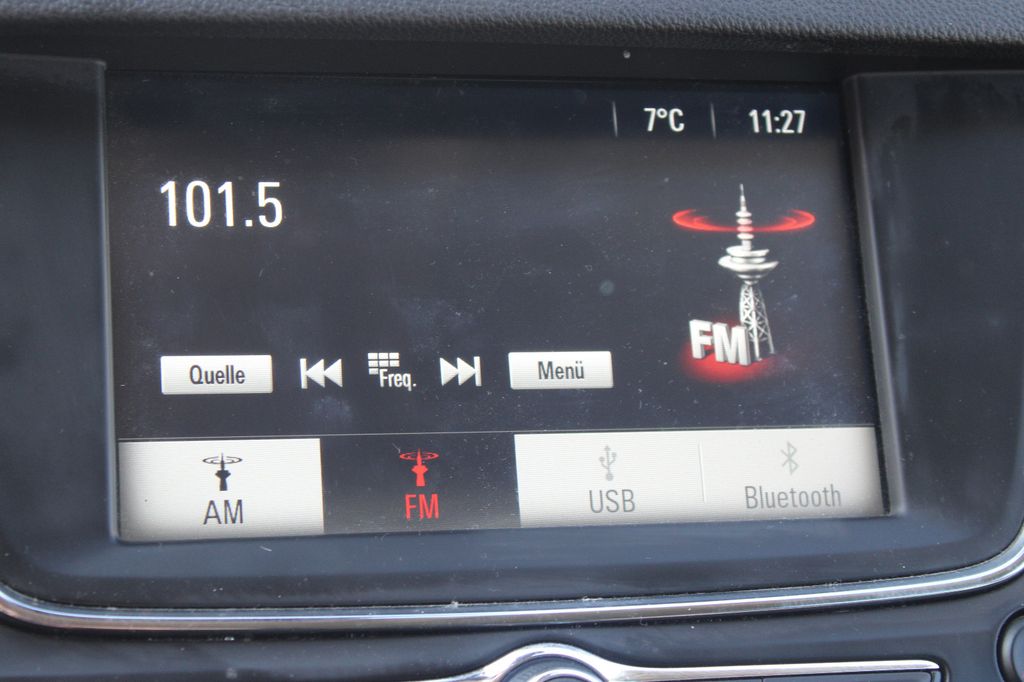 7°C 11:27
101.5
FM
Quelle Freq. Menü
AM FM USB Bluetooth